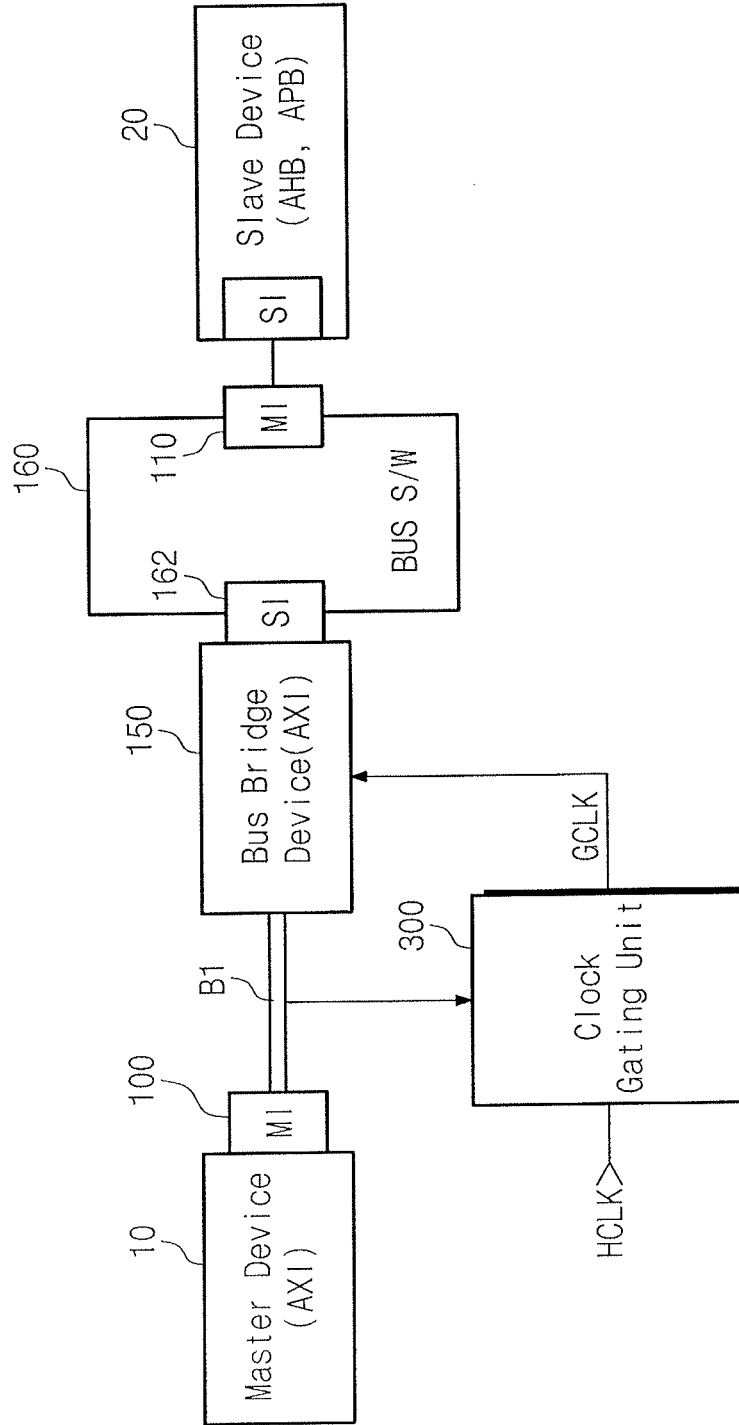 10
Master Device
(AXI)
100
MI
B1
150
Bus Bridge
Device(AXI)
162
SI
160
BUS S/W
110
MI
20
SI
Slave Device
(AHB, APB)
HCLK
300
Clock
Gating Unit
GCLK